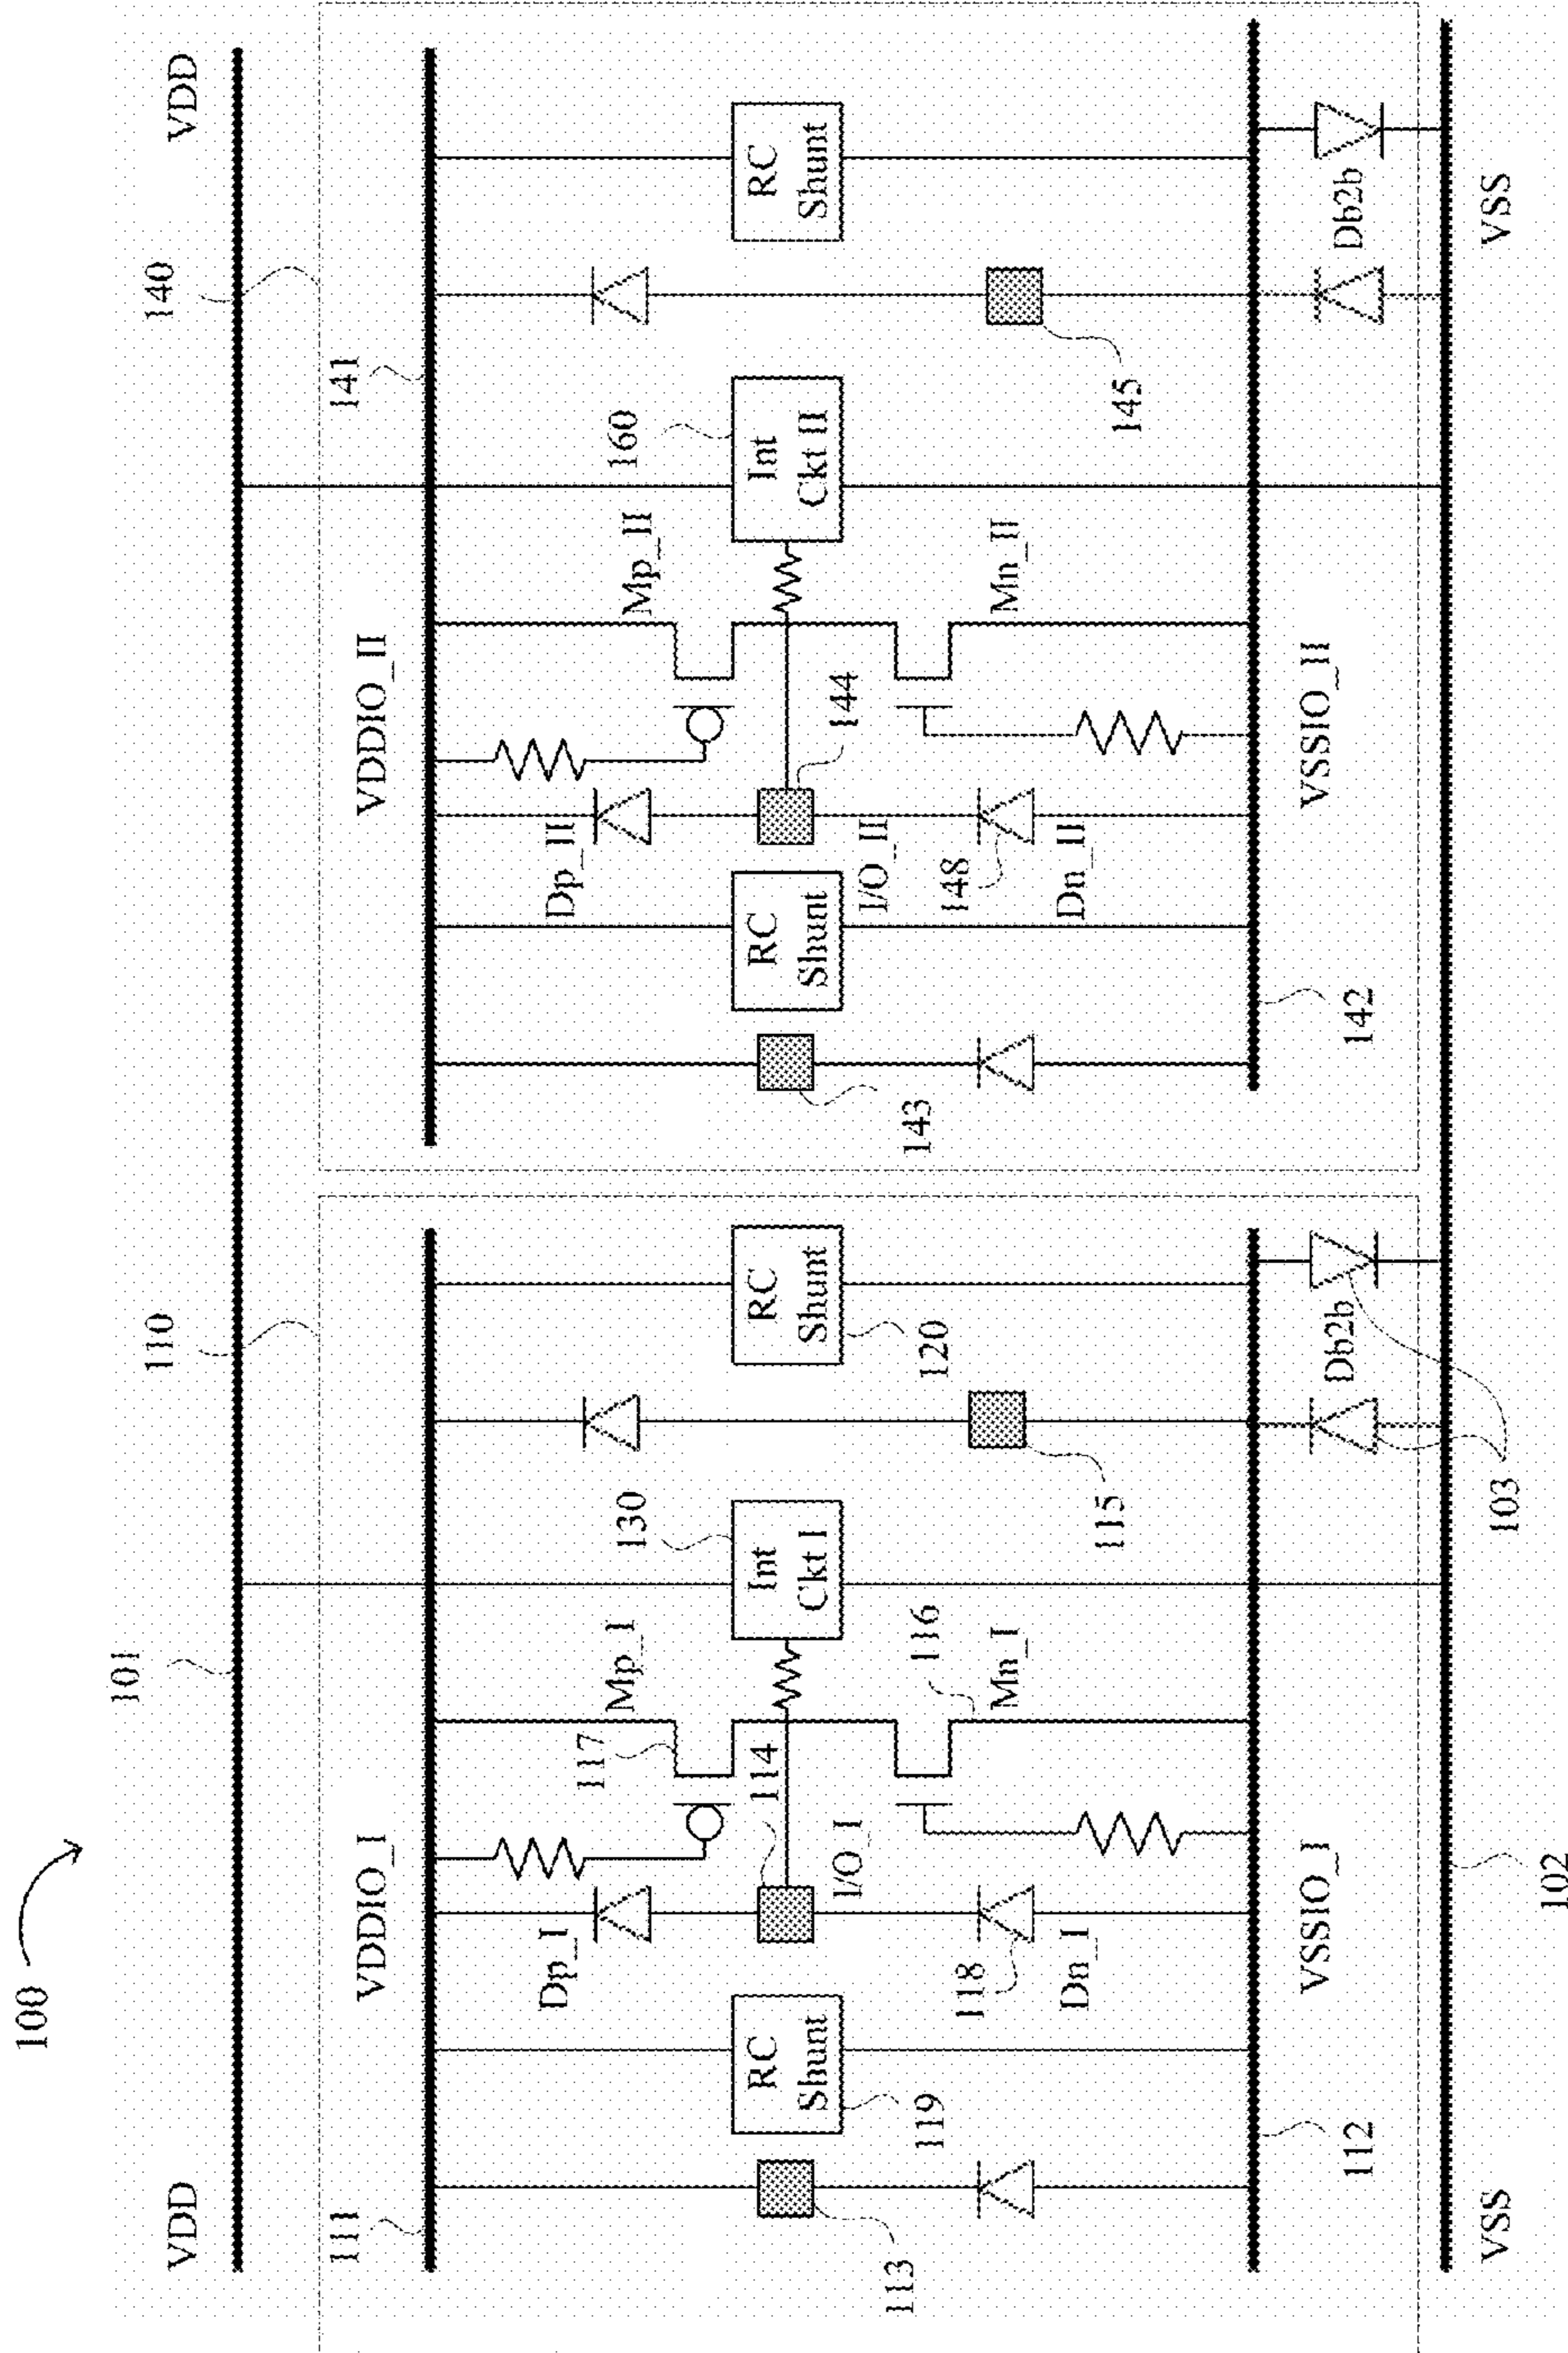 100
101
110
140
VDD
VDD
111
VDDIO_I
141
VDDIO_II
Dp_I
117
Mp_I
130
Dp_II
Mp_II
160
113
RC
Shunt
119
114
I/O_I
Int
Ckt I
RC
Shunt
120
143
RC
Shunt
144
I/O_II
Int
Ckt II
RC
Shunt
118
Dn_I
116
Mn_I
115
148
Dn_II
Mn_II
145
112
VSSIO_I
Db2b
142
VSSIO_II
Db2b
VSS
102
103
VSS